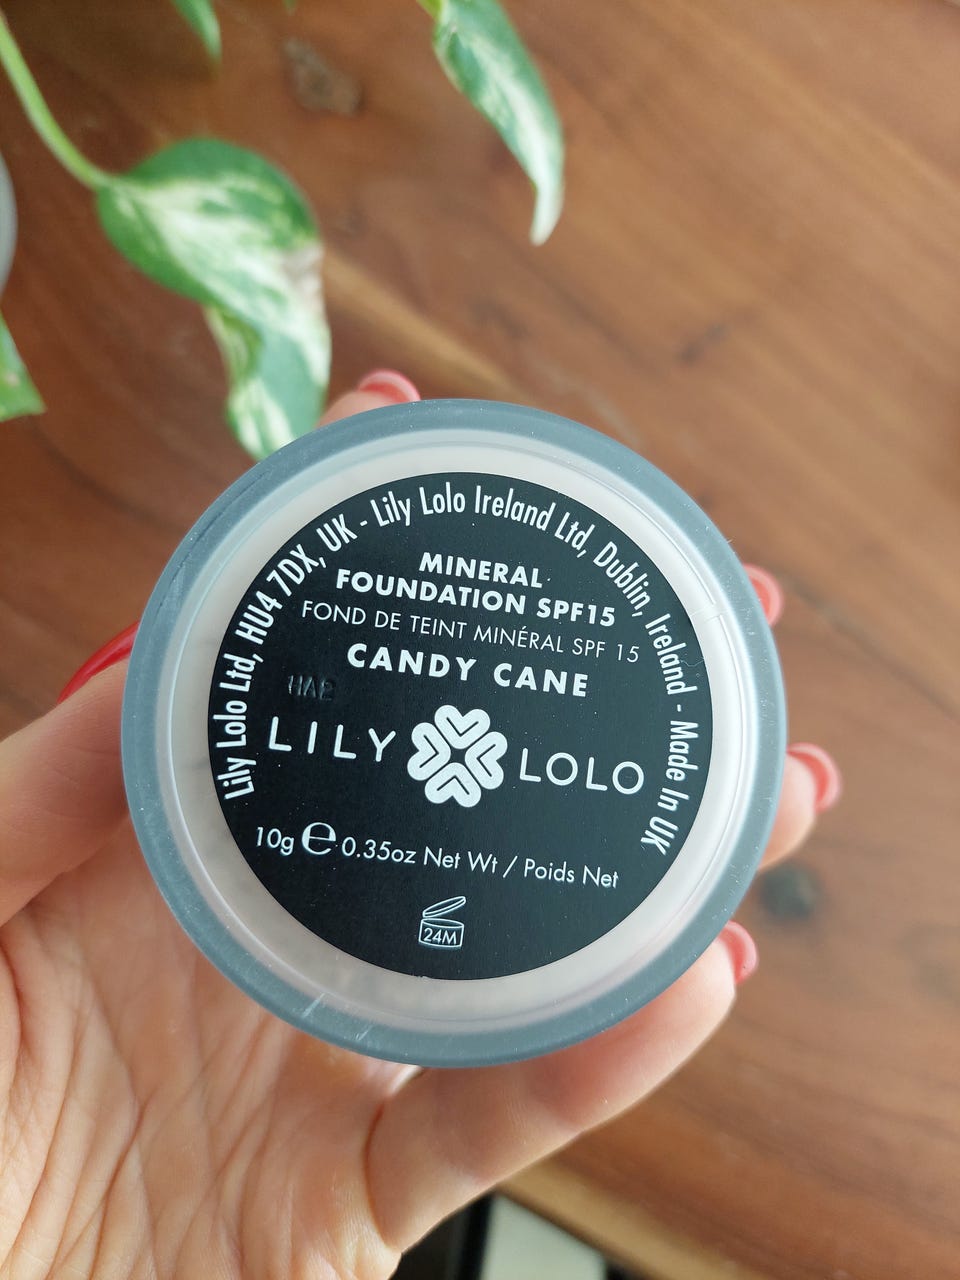 Lily Lolo Ltd, HU4 7DX, UK - Lily Lolo Ireland Ltd, Dublin, Ireland - Made In UK
MINERAL
FOUNDATION SPF15
FOND DE TEINT MINÉRAL SPF 15
CANDY CANE
LILY LOLO
10g e 0.35oz Net Wt / Poids Net
24M